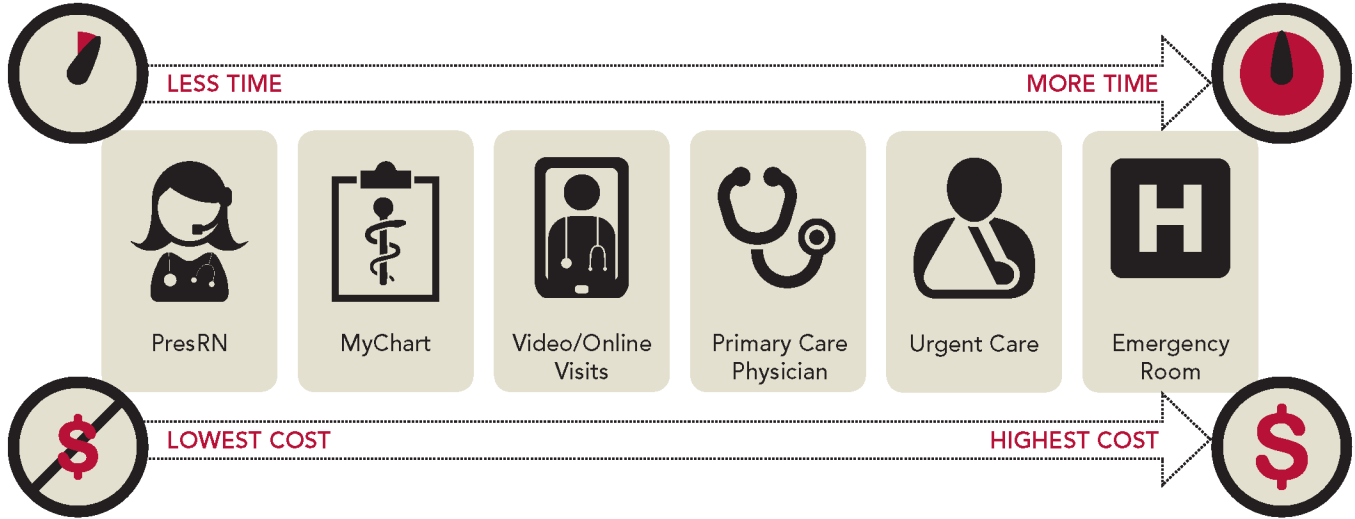 LESS TIME
MORE TIME
H
PresRN
MyChart
Video/Online
Visits
Primary Care
Physician
Urgent Care
Emergency
Room
$
LOWEST COST
HIGHEST COST
$